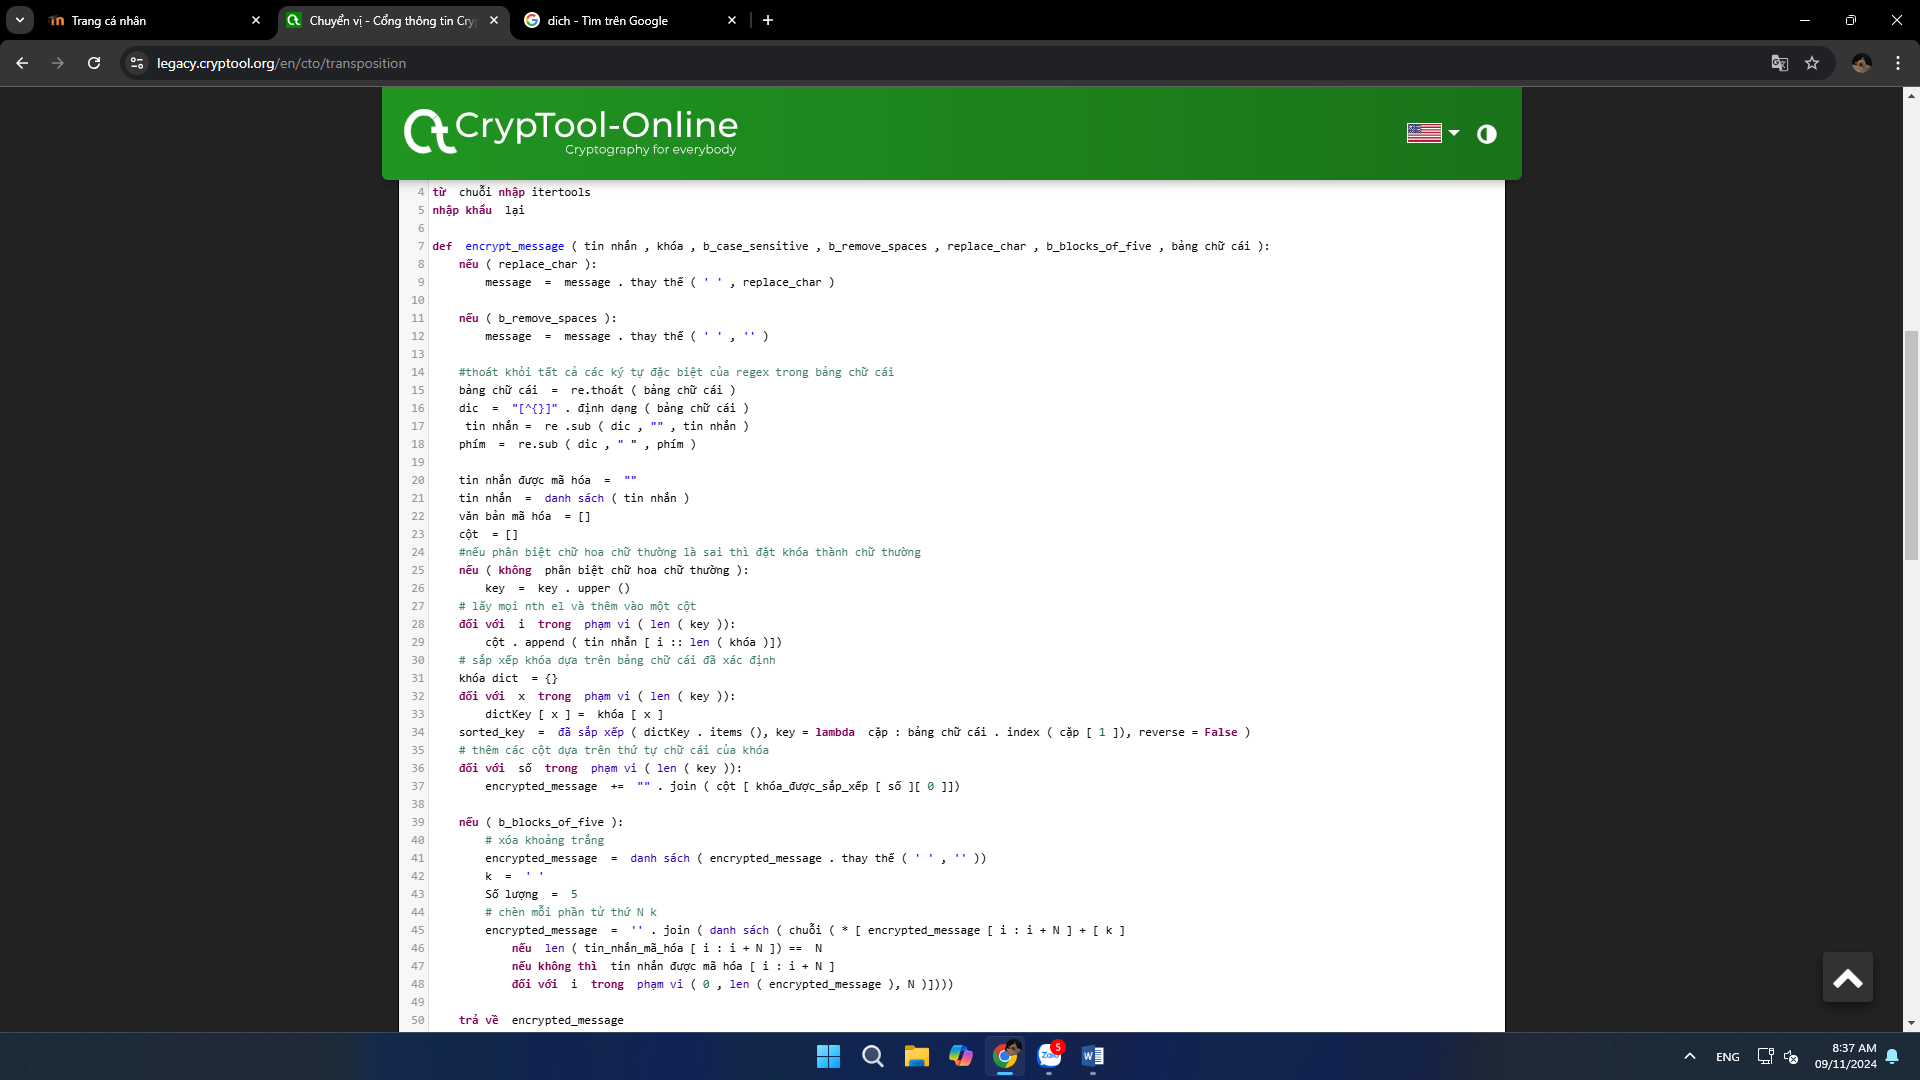 Trang cá nhân
Chuyển vị - Cổng thông tin Cryp
dich - Tìm trên Google
legacy.cryptool.org/en/cto/transposition
CrypTool-Online
Cryptography for everybody
4 từ chuỗi nhập itertools
5 nhập khẩu lại
6
7 def encrypt_message ( tin nhắn , khóa , b_case_sensitive , b_remove_spaces , replace_char , b_blocks_of_five , bảng chữ cái ):
8 nếu ( replace_char ):
9 message = message . thay thế ( ' ' , replace_char )
10
11 nếu ( b_remove_spaces ):
12 message = message . thay thế ( ' ' , '' )
13
14 #thoát khỏi tất cả các ký tự đặc biệt của regex trong bảng chữ cái
15 bảng chữ cái = re.thoát ( bảng chữ cái )
16 dic = "[^{}]" . định dạng ( bảng chữ cái )
17 tin nhắn = re .sub ( dic , "" , tin nhắn )
18 phím = re.sub ( dic , " " , phím )
19
20 tin nhắn được mã hóa = ""
21 tin nhắn = danh sách ( tin nhắn )
22 văn bản mã hóa = []
23 cột = []
24 #nếu phân biệt chữ hoa chữ thường là sai thì đặt khóa thành chữ thường
25 nếu ( không phân biệt chữ hoa chữ thường ):
26 key = key . upper ()
27 # lấy mọi nth el và thêm vào một cột
28 đối với i trong phạm vi ( len ( key )):
29 cột . append ( tin nhắn [ i :: len ( khóa )])
30 # sắp xếp khóa dựa trên bảng chữ cái đã xác định
31 khóa dict = {}
32 đối với x trong phạm vi ( len ( key )):
33 dictKey [ x ] = khóa [ x ]
34 sorted_key = đã sắp xếp ( dictKey . items (), key = lambda cặp : bảng chữ cái . index ( cặp [ 1 ]), reverse = False )
35 # thêm các cột dựa trên thứ tự chữ cái của khóa
36 đối với số trong phạm vi ( len ( key )):
37 encrypted_message += "" . join ( cột [ khóa_được_sắp_xếp [ số ][ 0 ]])
38
39 nếu ( b_blocks_of_five ):
40 # xóa khoảng trắng
41 encrypted_message = danh sách ( encrypted_message . thay thế ( ' ' , '' ))
42 k = ' '
43 Số lượng = 5
44 # chèn mỗi phần tử thứ N k
45 encrypted_message = '' . join ( danh sách ( chuỗi ( * [ encrypted_message [ i : i + N ] + [ k ]
46 nếu len ( tin_nhắn_mã_hóa [ i : i + N ]) == N
47 nếu không thì tin nhắn được mã hóa [ i : i + N ]
48 đối với i trong phạm vi ( 0 , len ( encrypted_message ), N )])))
49
50 trả về encrypted_message
Zalo
5
ENG
8:37 AM
09/11/2024